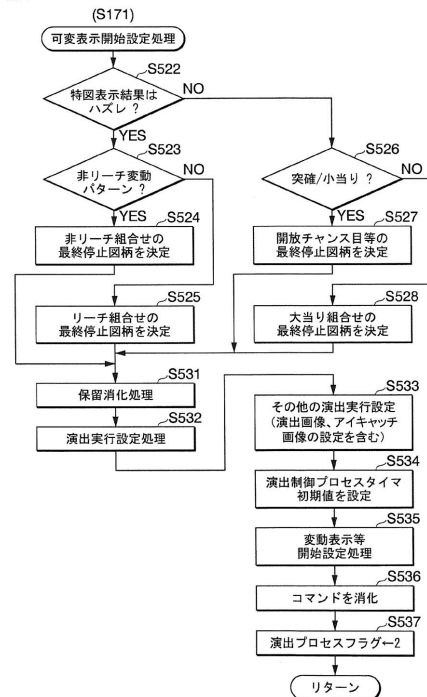 (S171)
可変表示開始設定処理
S522
特図表示結果は
ハズレ ?
NO
YES
S523
非リーチ変動
パターン ?
NO
YES
S524
非リーチ組合せの
最終停止図柄を決定
S525
リーチ組合せの
最終停止図柄を決定
S526
突確/小当り ?
NO
YES
S527
開放チャンス目等の
最終停止図柄を決定
S528
大当り組合せの
最終停止図柄を決定
S531
保留消化処理
S532
演出実行設定処理
S533
その他の演出実行設定
(演出画像、アイキャッチ
画像の設定を含む)
S534
演出制御プロセスタイマ
初期値を設定
S535
変動表示等
開始設定処理
S536
コマンドを消化
S537
演出プロセスフラグ←2
リターン